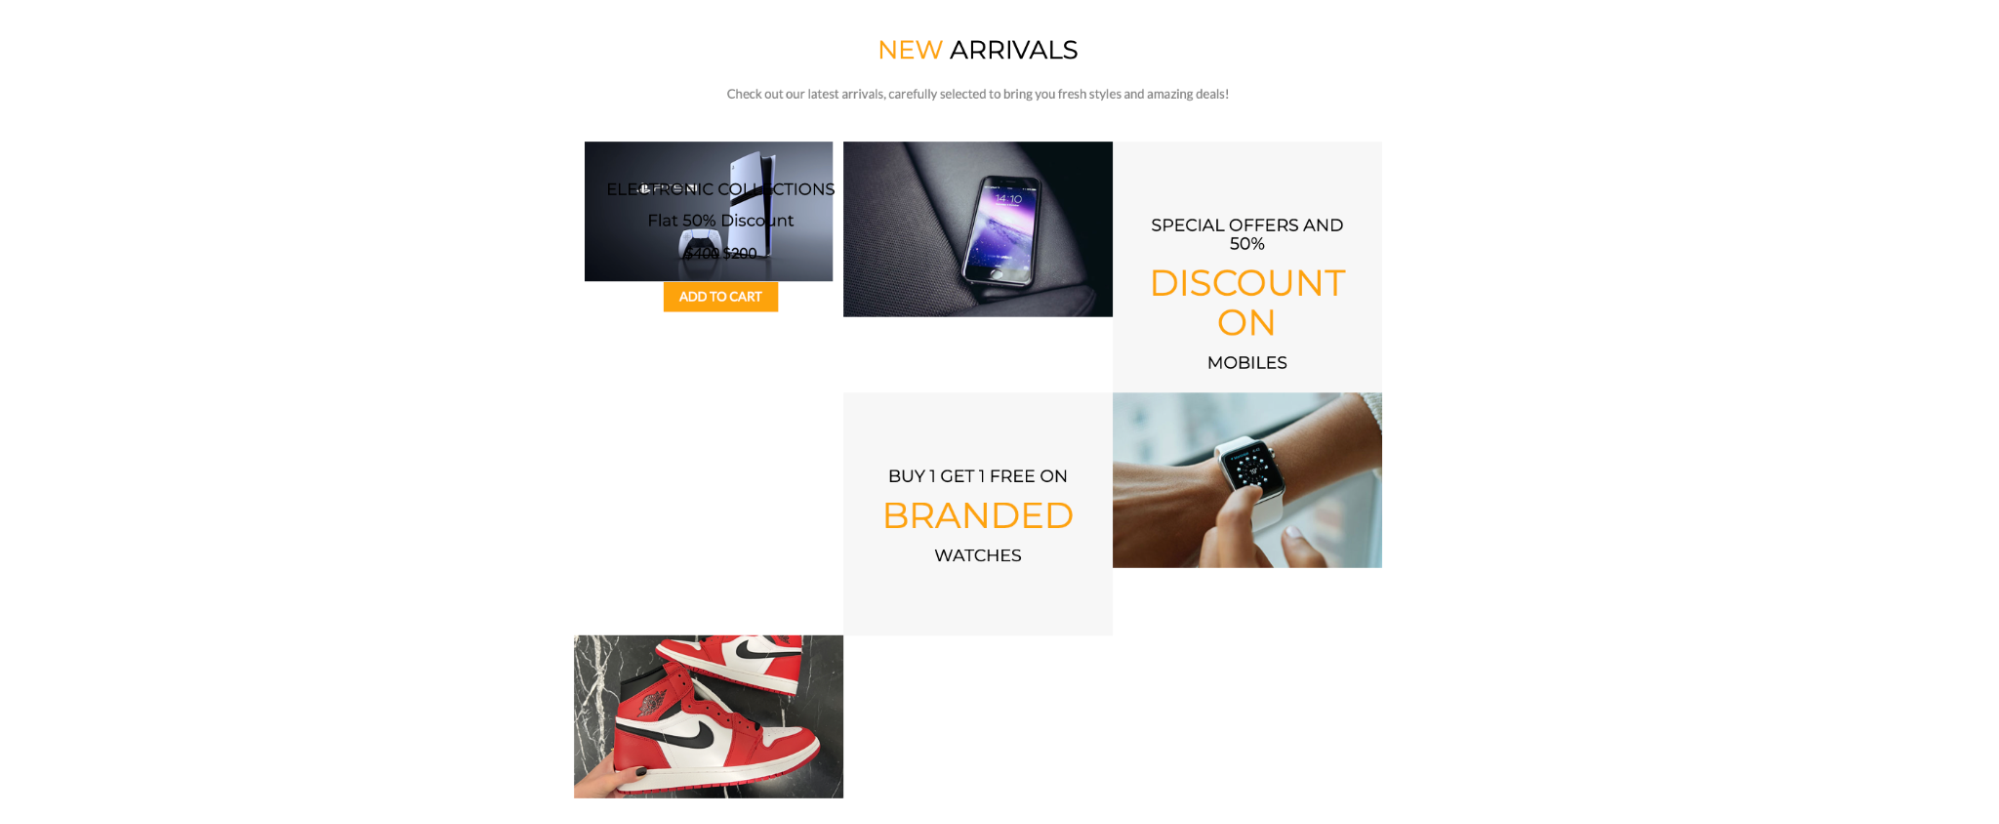 NEW ARRIVALS
Check out our latest arrivals, carefully selected to bring you fresh styles and amazing deals!
ELECTRONIC COLLECTIONS
Flat 50% Discount
$400 $200
ADD TO CART
14:10
SPECIAL OFFERS AND
50%
DISCOUNT
ON
MOBILES
BUY 1 GET 1 FREE ON
BRANDED
WATCHES